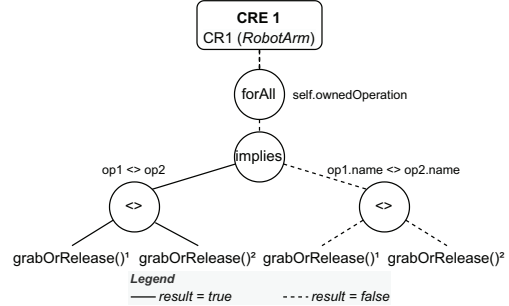 CRE 1
CR1 (RobotArm)
forAll
self.ownedOperation
implies
op1 <> op2
op1.name <> op2.name
<>
<>
grabOrRelease()¹ grabOrRelease()² grabOrRelease()¹ grabOrRelease()²
Legend
result = true
result = false